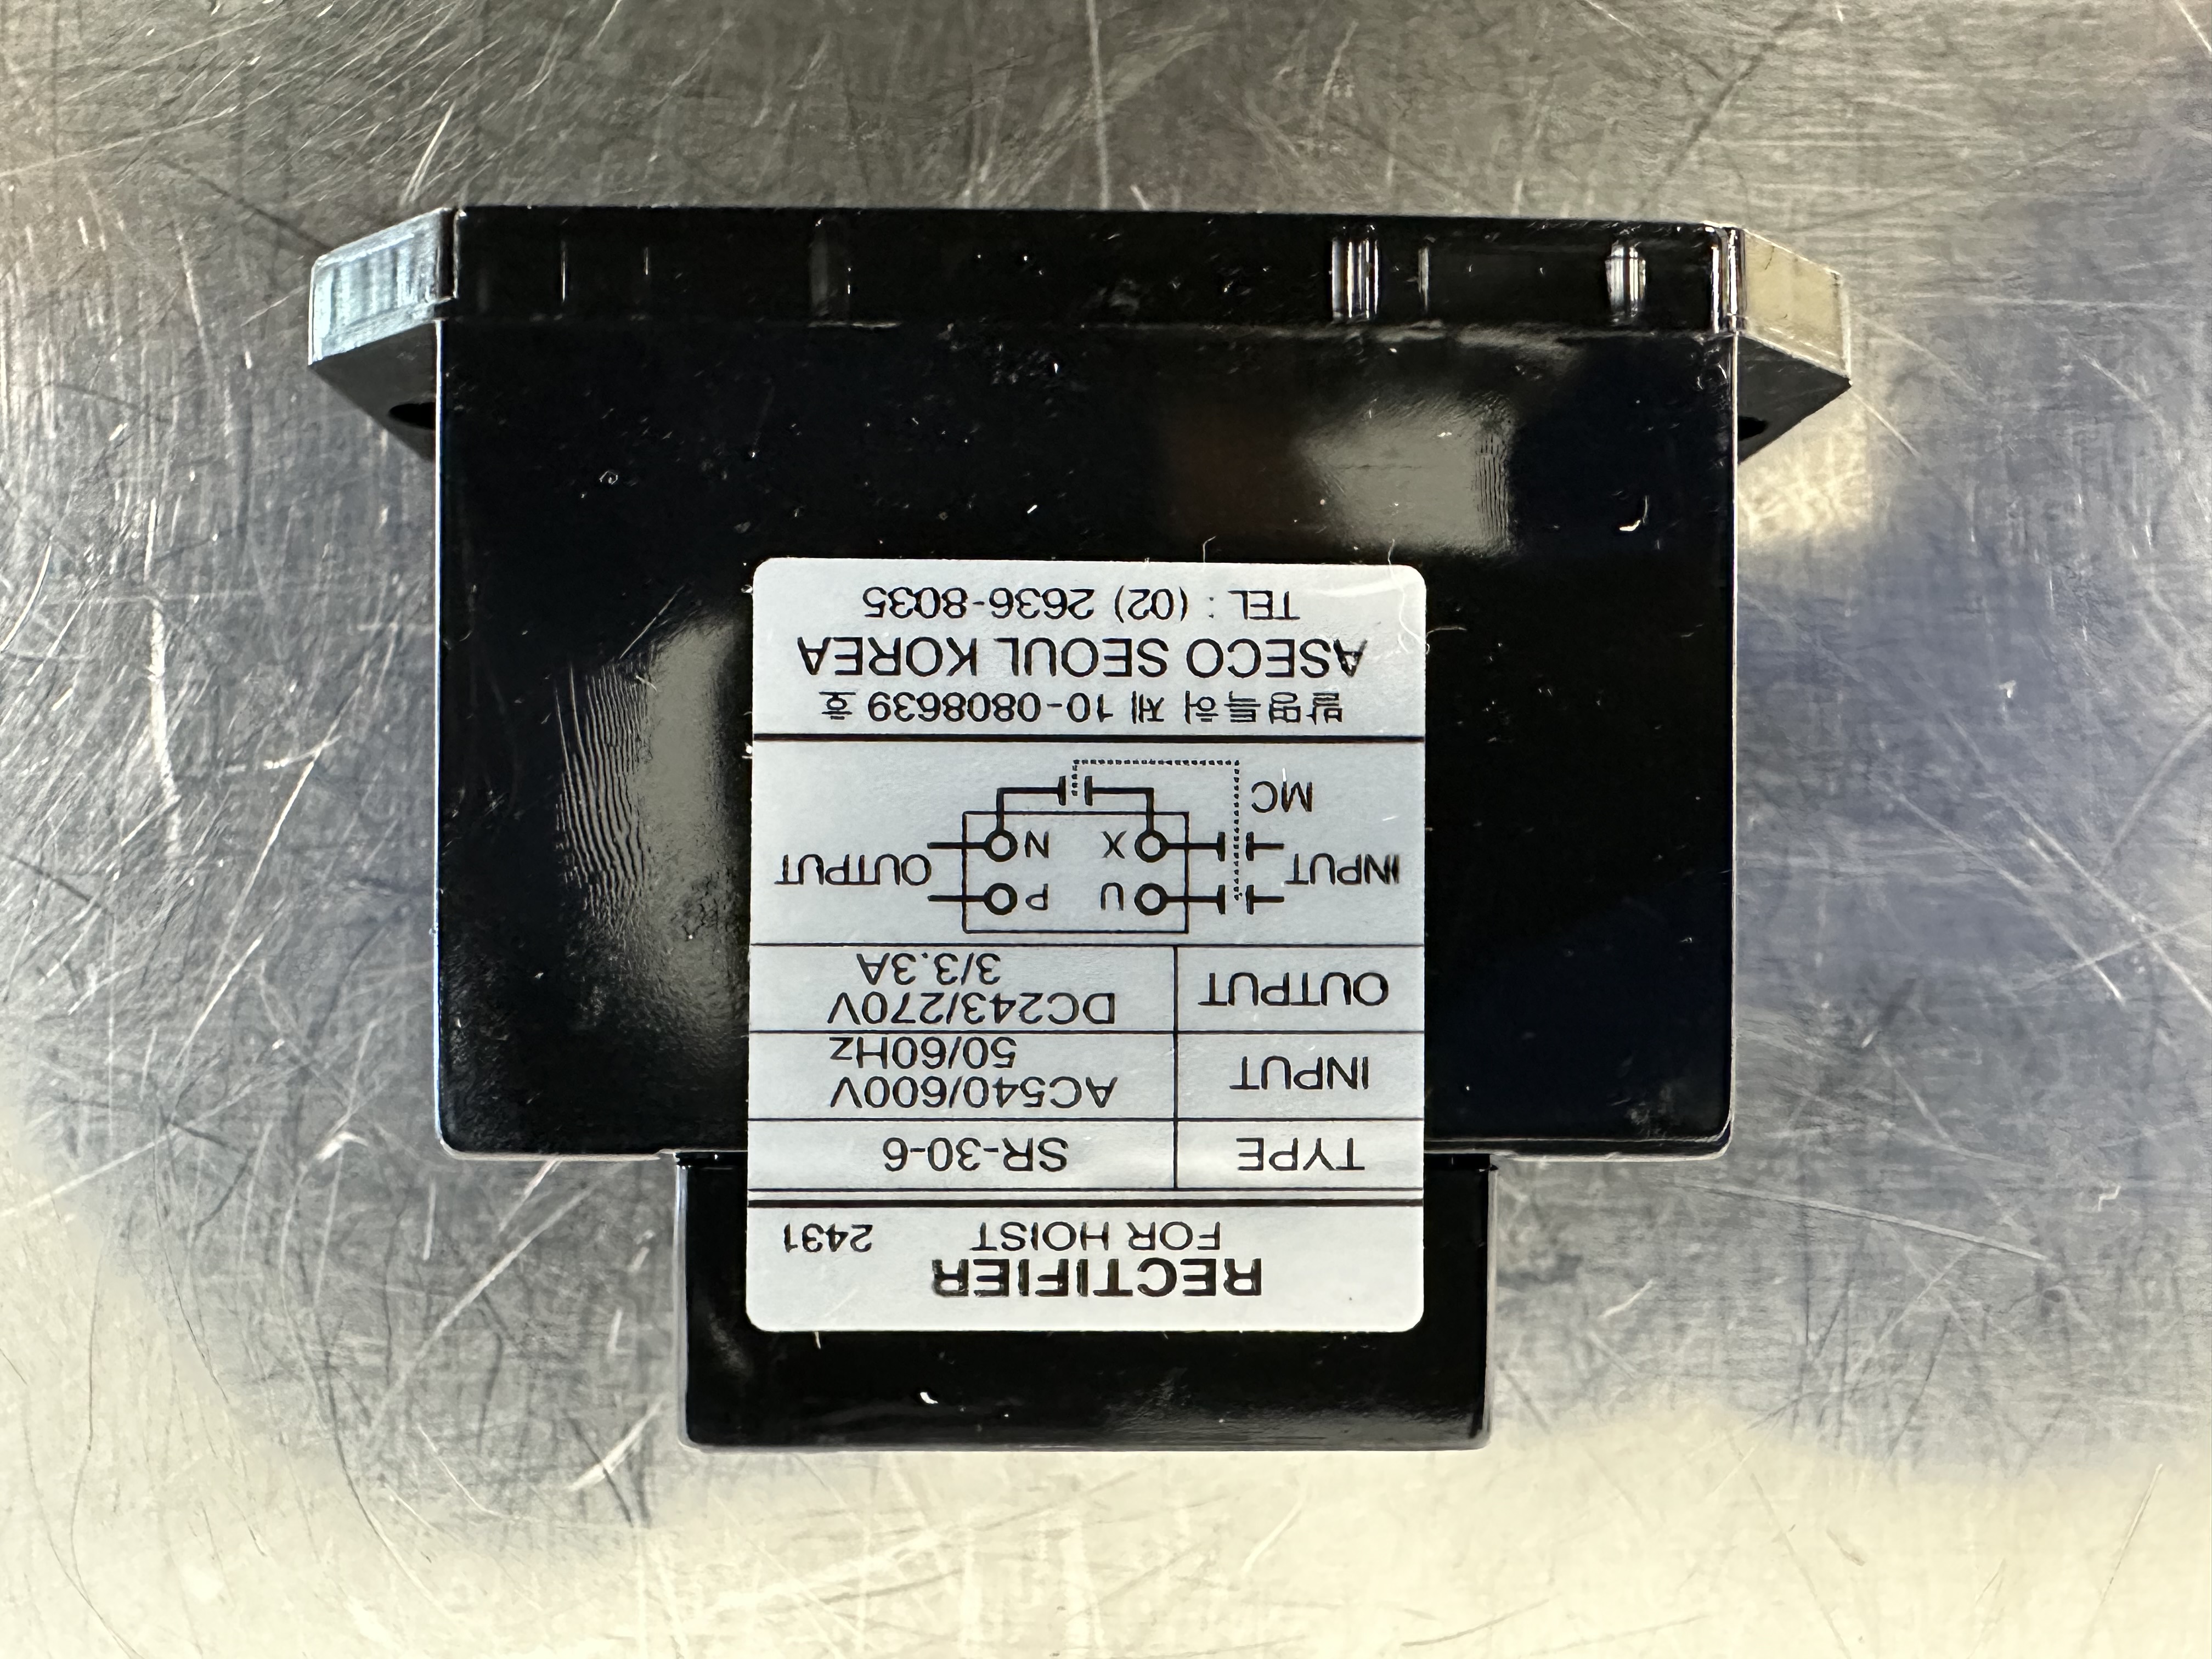 RECTIFIER
FOR HOIST 2431
TYPE SR-30-6
INPUT AC540/600V
50/60Hz
OUTPUT DC243/270V
3/3.3A
INPUT U P OUTPUT
X N
MC
발명특허 제 10-0808639 호
ASECO SEOUL KOREA
TEL : (02) 2636-8035